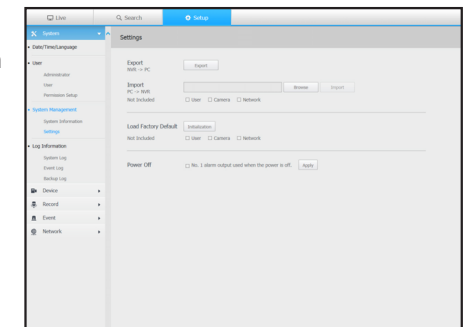 Live
Search
Setup
System
Date/Time/Language
User
Administrator
User
Permission Setup
System Management
System Information
Settings
Log Information
System Log
Event Log
Backup Log
Device
Record
Event
Network
Settings
Export
NVR -> PC
Export
Import
PC -> NVR
Browse
Import
Not Included
User
Camera
Network
Load Factory Default
Initialization
Not Included
User
Camera
Network
Power Off
No. 1 alarm output used when the power is off.
Apply